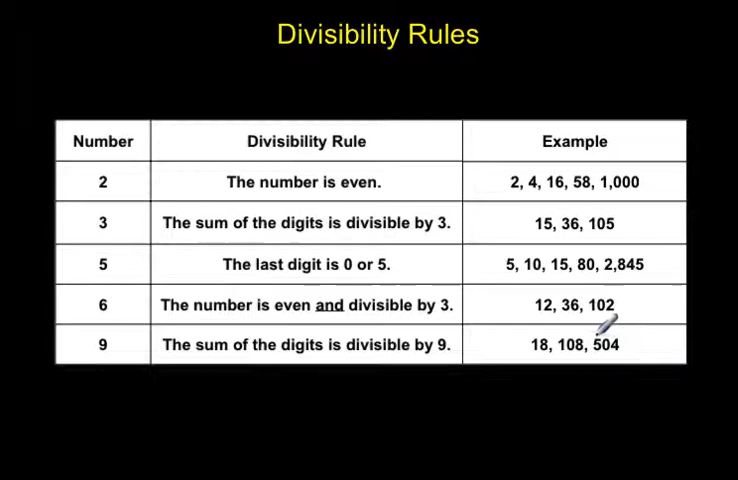 Divisibility Rules
Number Divisibility Rule Example
2 The number is even. 2, 4, 16, 58, 1,000
3 The sum of the digits is divisible by 3. 15, 36, 105
5 The last digit is 0 or 5. 5, 10, 15, 80, 2,845
6 The number is even and divisible by 3. 12, 36, 102
9 The sum of the digits is divisible by 9. 18, 108, 504